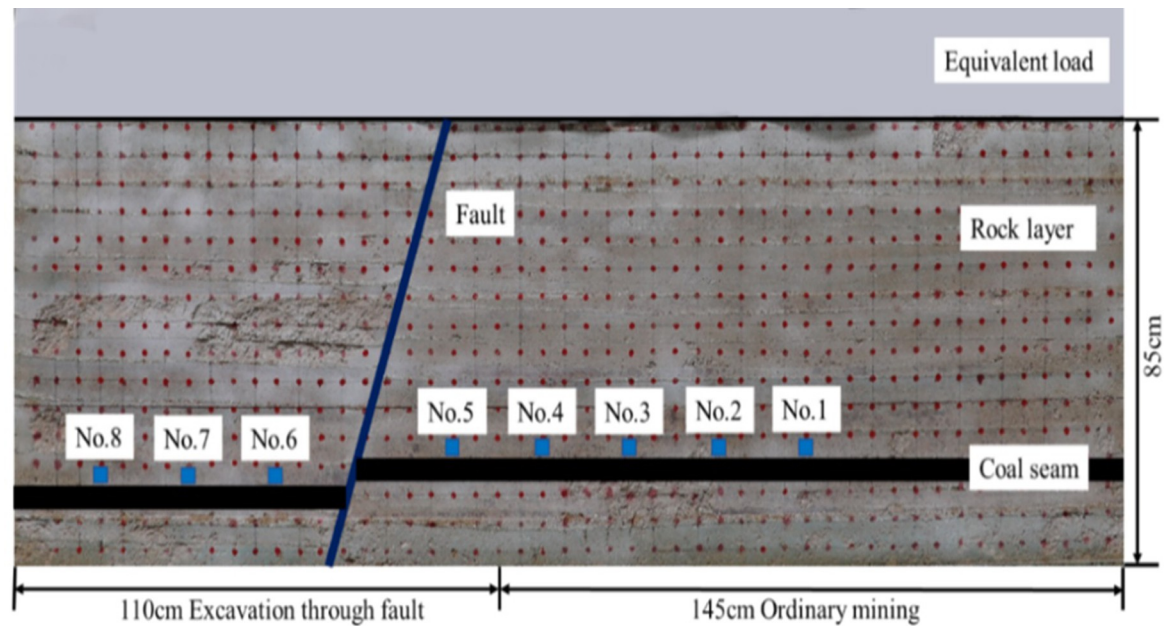 Equivalent load
Fault
Rock layer
85cm
No.5 No.4 No.3 No.2 No.1
No.8 No.7 No.6
Coal seam
110cm Excavation through fault
145cm Ordinary mining